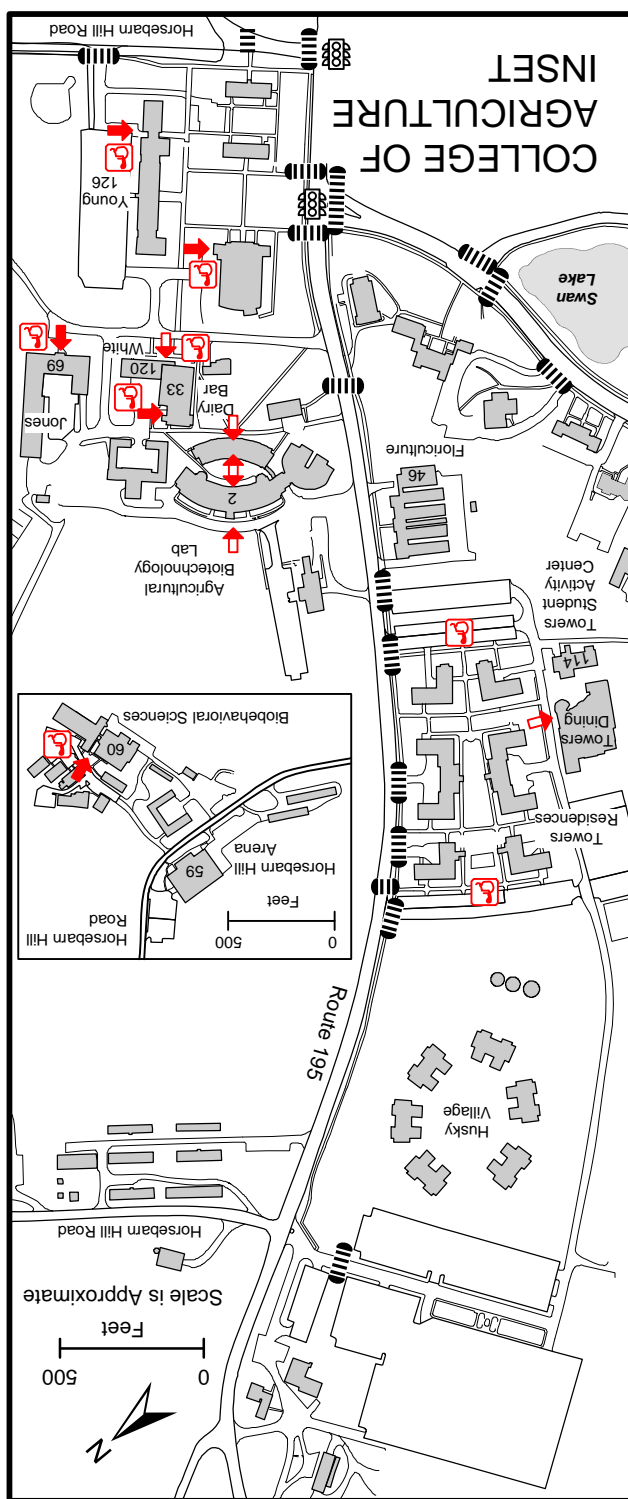 N
0 500
Feet
Scale is Approximate
Horsebarn Hill Road
Husky
Village
Route 195
0 500
Feet
Horsebarn Hill
Road
Horsebarn Hill
Arena
59
60
Biobehavioral Sciences
Towers
Residences
Towers
Dining
114
Towers
Student
Activity
Center
Agricultural
Biotechnology
Lab
2
46
Floriculture
Jones
69
Dairy
Bar
33
120
White
Swan
Lake
Young
126
COLLEGE OF
AGRICULTURE
INSET
Horsebarn Hill Road